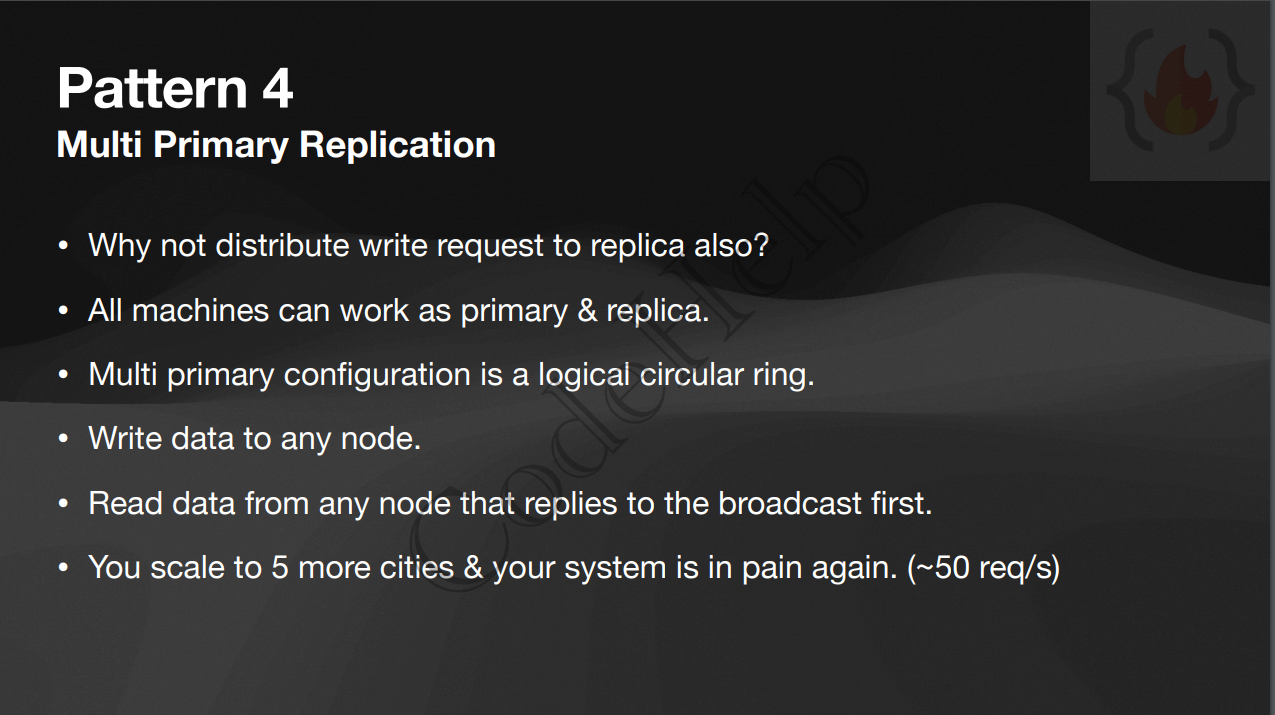 Pattern 4
Multi Primary Replication
• Why not distribute write request to replica also?
• All machines can work as primary & replica.
• Multi primary configuration is a logical circular ring.
• Write data to any node.
• Read data from any node that replies to the broadcast first.
• You scale to 5 more cities & your system is in pain again. (~50 req/s)
CodeHelp